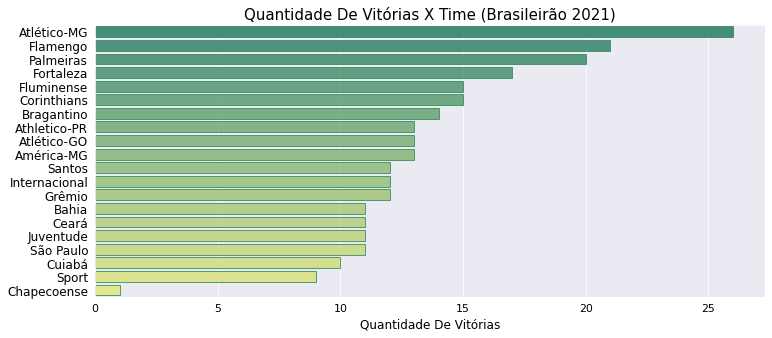 Quantidade De Vitórias X Time (Brasileirão 2021)
Atlético-MG
Flamengo
Palmeiras
Fortaleza
Fluminense
Corinthians
Bragantino
Athletico-PR
Atlético-GO
América-MG
Santos
Internacional
Grêmio
Bahia
Ceará
Juventude
São Paulo
Cuiabá
Sport
Chapecoense
0 5 10 15 20 25
Quantidade De Vitórias